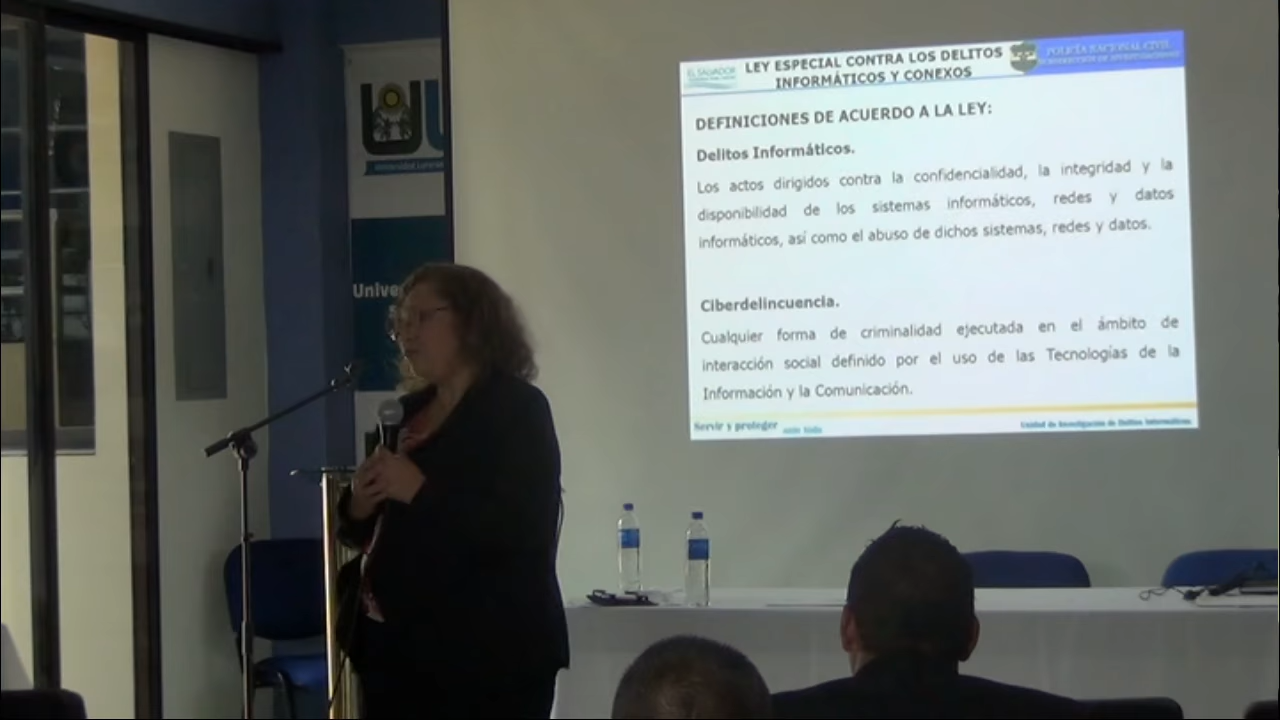 LEY ESPECIAL CONTRA LOS DELITOS
INFORMÁTICOS Y CONEXOS
EL SALVADOR
POLICÍA NACIONAL CIVIL
DEFINICIONES DE ACUERDO A LA LEY:
Delitos Informáticos.
Los actos dirigidos contra la confidencialidad, la integridad y la
disponibilidad de los sistemas informáticos, redes y datos
informáticos, así como el abuso de dichos sistemas, redes y datos.
Ciberdelincuencia.
Cualquier forma de criminalidad ejecutada en el ámbito de
interacción social definido por el uso de las Tecnologías de la
Información y la Comunicación.
Servir y proteger
Unidad de Investigación de Delitos Informáticos
Unive